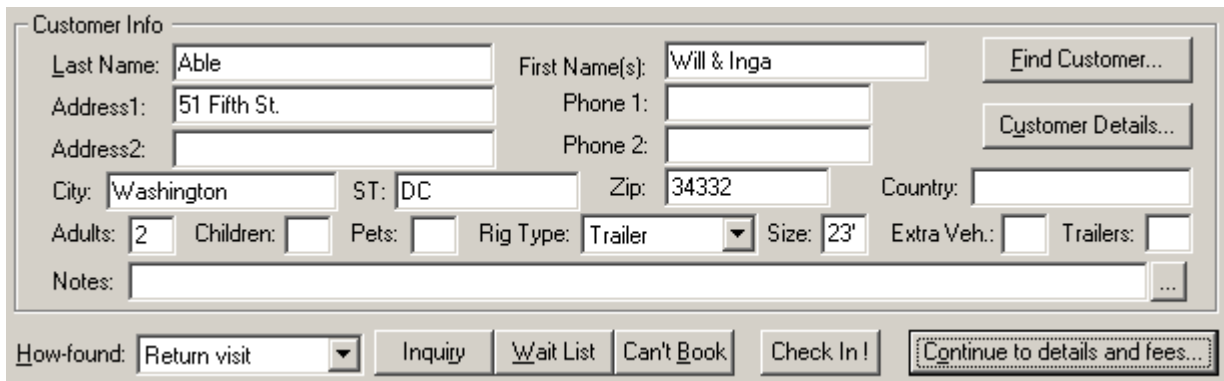 Customer Info
Last Name: Able First Name(s): Will & Inga Find Customer...
Address1: 51 Fifth St. Phone 1:
Customer Details...
Address2: Phone 2:
City: Washington ST: DC Zip: 34332 Country:
Adults: 2 Children: Pets: Rig Type: Trailer Size: 23' Extra Veh.: Trailers:
Notes: ...
How-found: Return visit Inquiry Wait List Can't Book Check In ! Continue to details and fees...